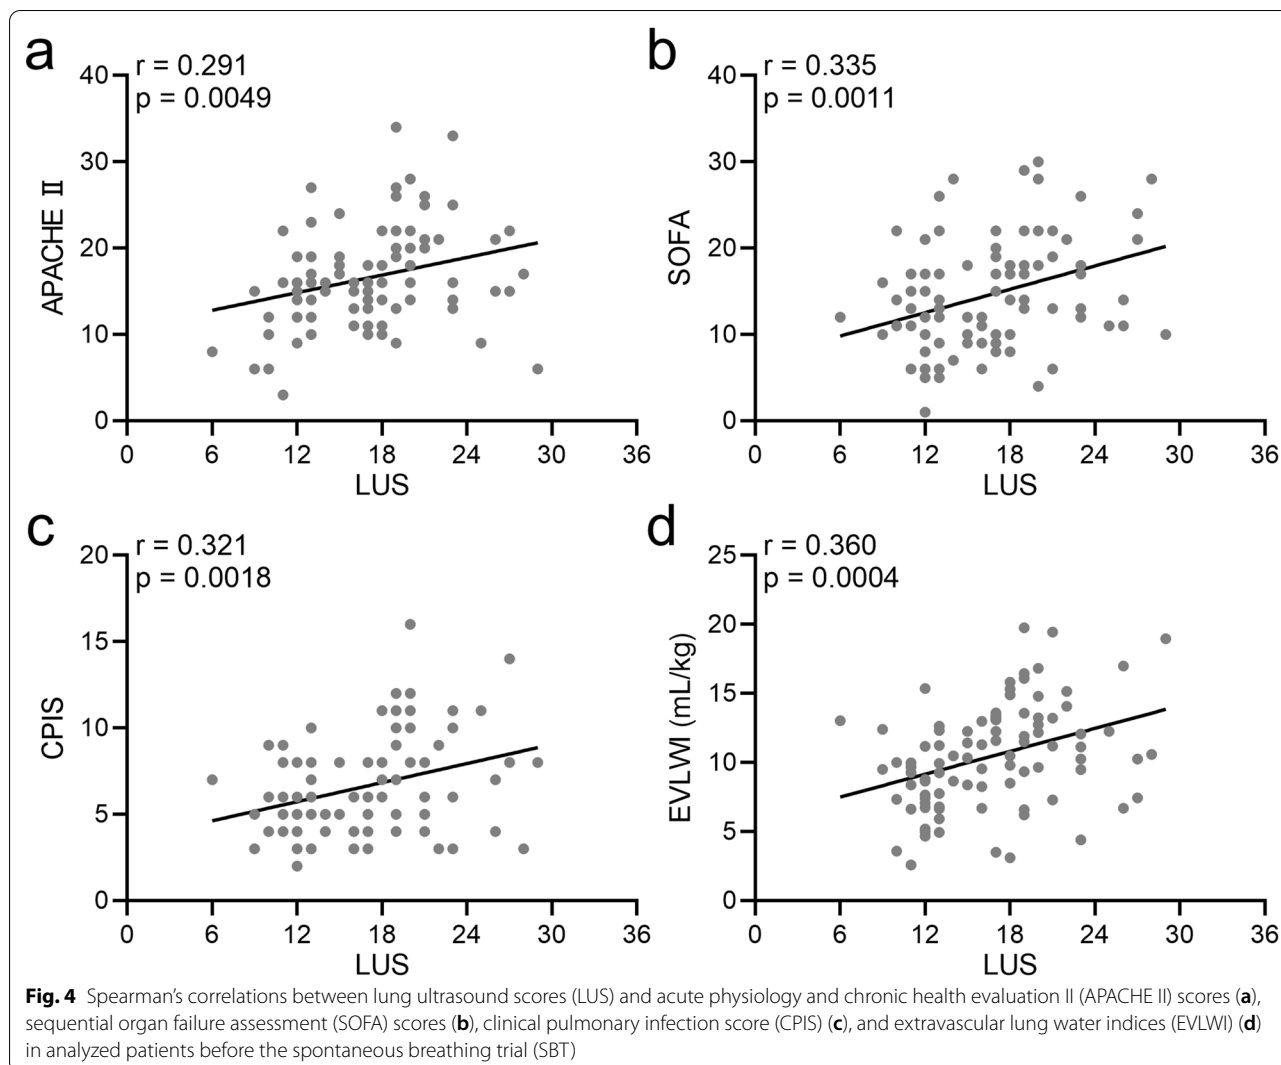 a
r = 0.291
p = 0.0049
40
30
20
10
0
APACHE II
0 6 12 18 24 30 36
LUS
b
r = 0.335
p = 0.0011
40
30
20
10
0
SOFA
0 6 12 18 24 30 36
LUS
c
r = 0.321
p = 0.0018
20
15
10
5
0
CPIS
0 6 12 18 24 30 36
LUS
d
r = 0.360
p = 0.0004
25
20
15
10
5
0
EVLWI (mL/kg)
0 6 12 18 24 30 36
LUS
Fig. 4 Spearman's correlations between lung ultrasound scores (LUS) and acute physiology and chronic health evaluation II (APACHE II) scores (a),
sequential organ failure assessment (SOFA) scores (b), clinical pulmonary infection score (CPIS) (c), and extravascular lung water indices (EVLWI) (d)
in analyzed patients before the spontaneous breathing trial (SBT)